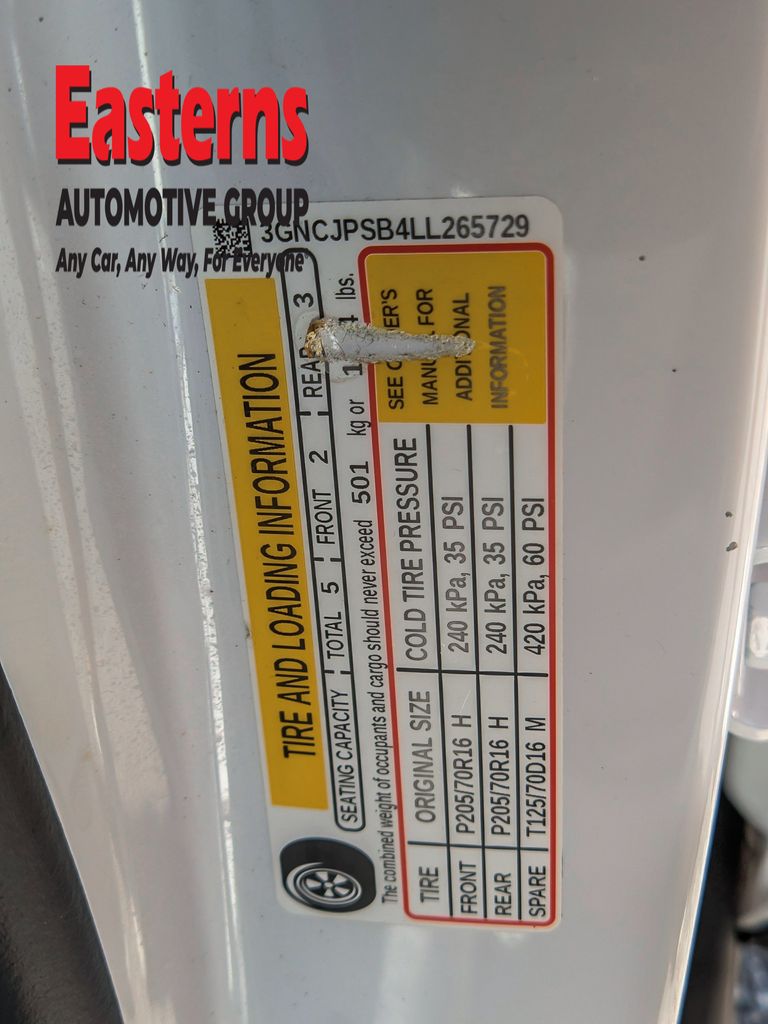 Easterns
AUTOMOTIVE GROUP
Any Car, Any Way, For Everyone
3GNCJPSB4LL265729
TIRE AND LOADING INFORMATION
SEATING CAPACITY TOTAL 5 FRONT 2 REAR 3
The combined weight of occupants and cargo should never exceed 501 kg or lbs.
TIRE ORIGINAL SIZE COLD TIRE PRESSURE
FRONT P205/70R16 H 240 kPa, 35 PSI
REAR P205/70R16 H 240 kPa, 35 PSI
SPARE T125/70D16 M 420 kPa, 60 PSI
SEE
FOR
INFORMATION